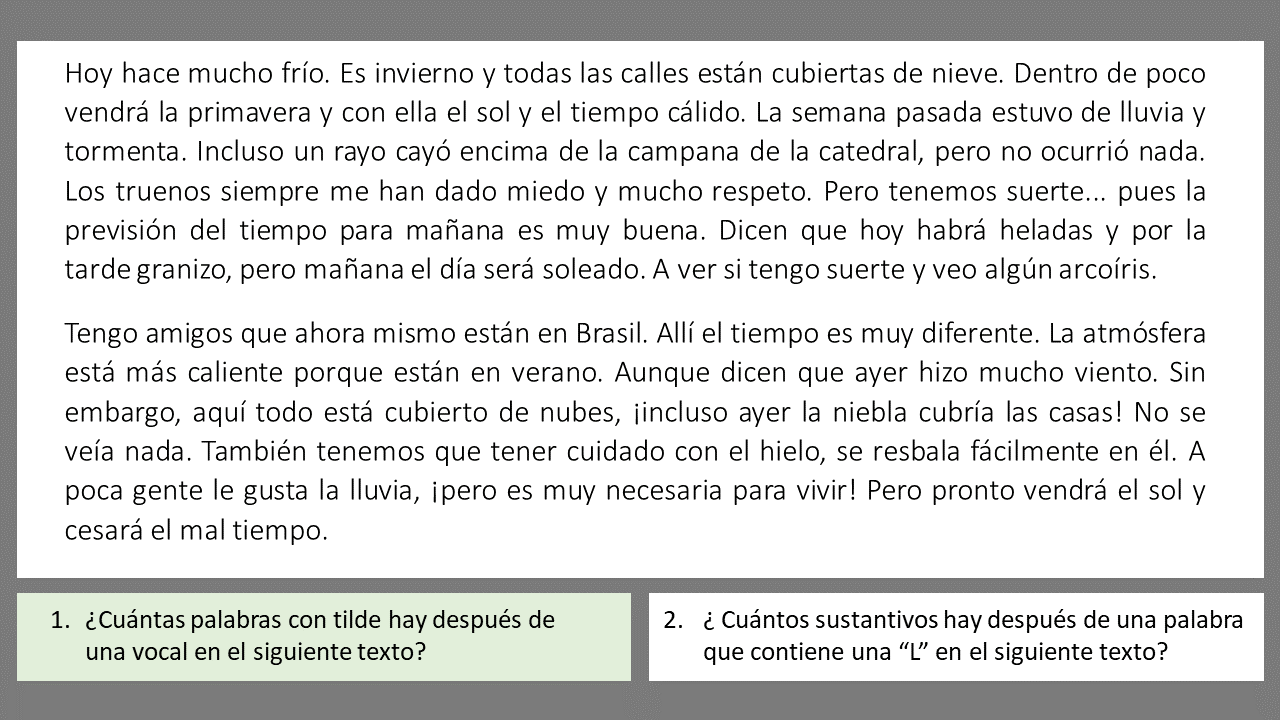 Hoy hace mucho frío. Es invierno y todas las calles están cubiertas de nieve. Dentro de poco
vendrá la primavera y con ella el sol y el tiempo cálido. La semana pasada estuvo de lluvia y
tormenta. Incluso un rayo cayó encima de la campana de la catedral, pero no ocurrió nada.
Los truenos siempre me han dado miedo y mucho respeto. Pero tenemos suerte... pues la
previsión del tiempo para mañana es muy buena. Dicen que hoy habrá heladas y por la
tarde granizo, pero mañana el día será soleado. A ver si tengo suerte y veo algún arcoíris.
Tengo amigos que ahora mismo están en Brasil. Allí el tiempo es muy diferente. La atmósfera
está más caliente porque están en verano. Aunque dicen que ayer hizo mucho viento. Sin
embargo, aquí todo está cubierto de nubes, ¡incluso ayer la niebla cubría las casas! No se
veía nada. También tenemos que tener cuidado con el hielo, se resbala fácilmente en él. A
poca gente le gusta la lluvia, ¡pero es muy necesaria para vivir! Pero pronto vendrá el sol y
cesará el mal tiempo.
1. ¿Cuántas palabras con tilde hay después de
una vocal en el siguiente texto?
2. ¿ Cuántos sustantivos hay después de una palabra
que contiene una “L” en el siguiente texto?